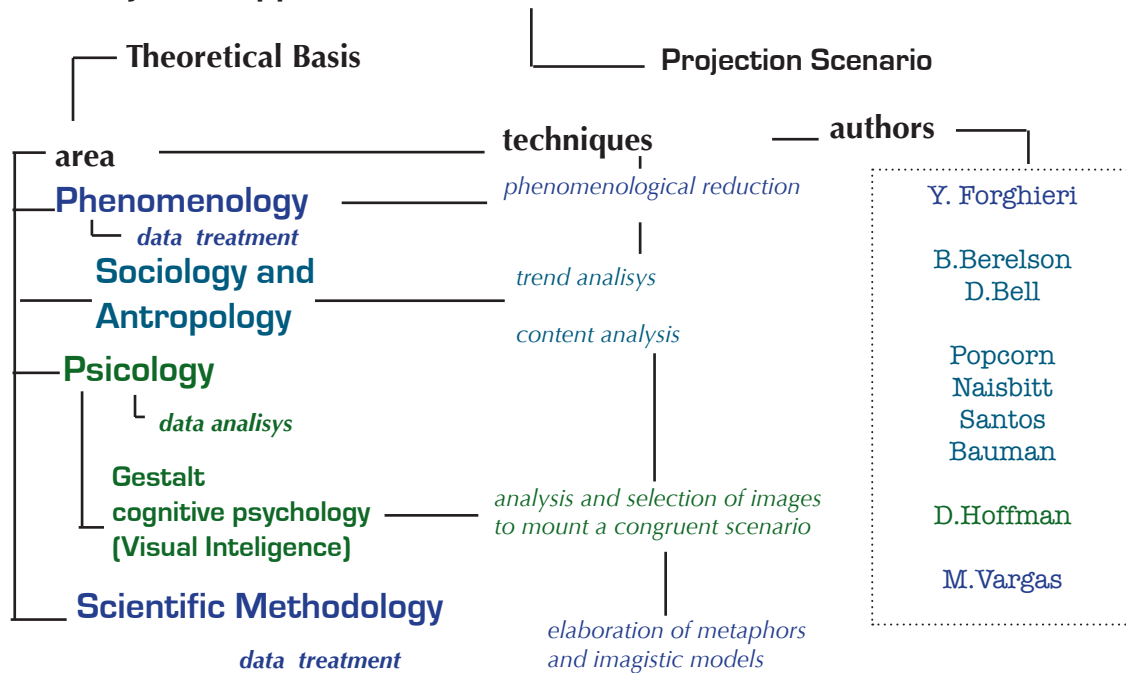 Theoretical Basis
Projection Scenario
area
techniques
authors
Phenomenology
phenomenological reduction
Y. Forghieri
data treatment
Sociology and
Antropology
trend analisys
content analysis
B.Berelson
D.Bell
Psicology
data analisys
Popcorn
Naisbitt
Santos
Bauman
Gestalt
cognitive psychology
(Visual Inteligence)
analysis and selection of images
to mount a congruent scenario
D.Hoffman
M.Vargas
Scientific Methodology
data treatment
elaboration of metaphors
and imagistic models